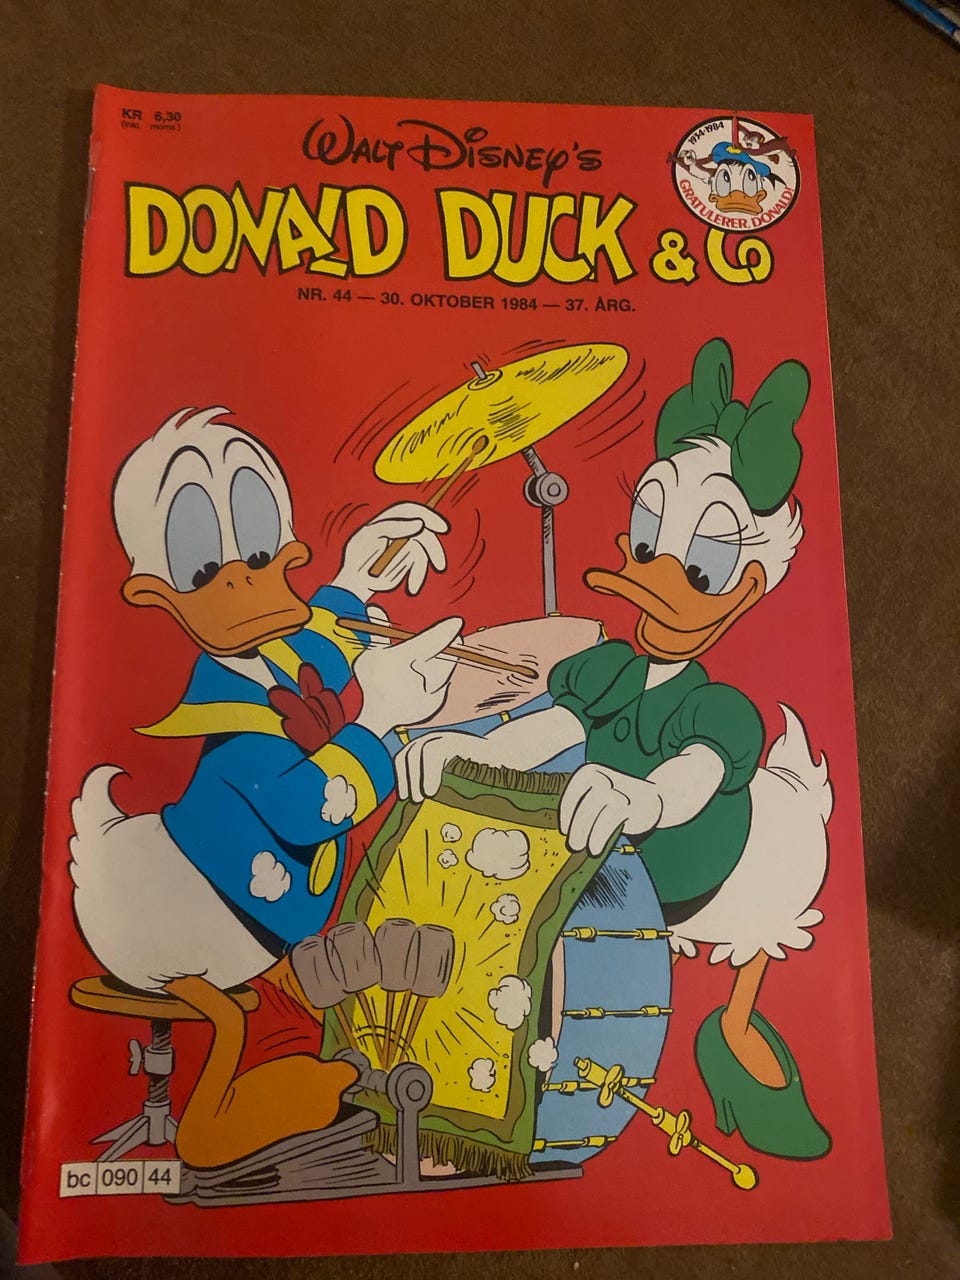 KR 6,30
(inkl. moms.)
WALT DISNEY'S
1934-1984
GRATULERER, DONALD!
DONALD DUCK & Co
NR. 44 — 30. OKTOBER 1984 — 37. ÅRG.
bc 090 44